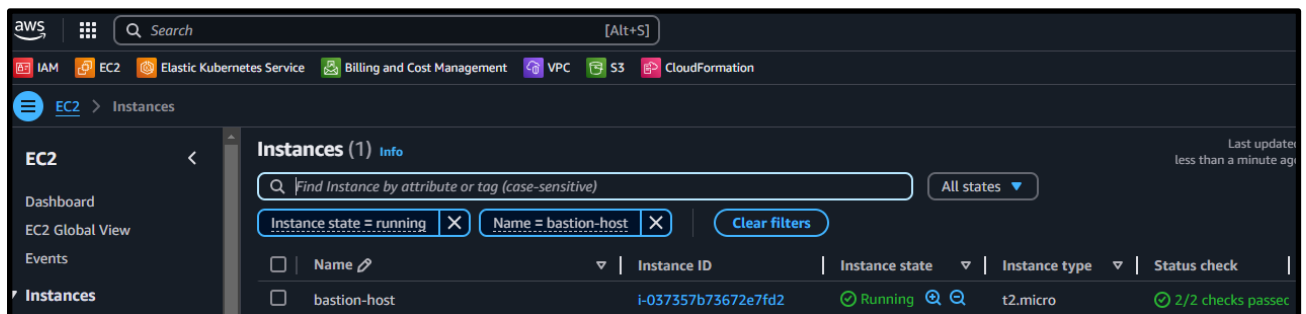 aws
Search [Alt+S]
IAM EC2 Elastic Kubernetes Service Billing and Cost Management VPC S3 CloudFormation
EC2 > Instances
EC2
Dashboard
EC2 Global View
Events
Instances
Instances (1) Info
Last update
less than a minute ago
Find Instance by attribute or tag (case-sensitive) All states
Instance state = running Name = bastion-host Clear filters
Name Instance ID Instance state Instance type Status check
bastion-host i-037357b73672e7fd2 Running t2.micro 2/2 checks passed